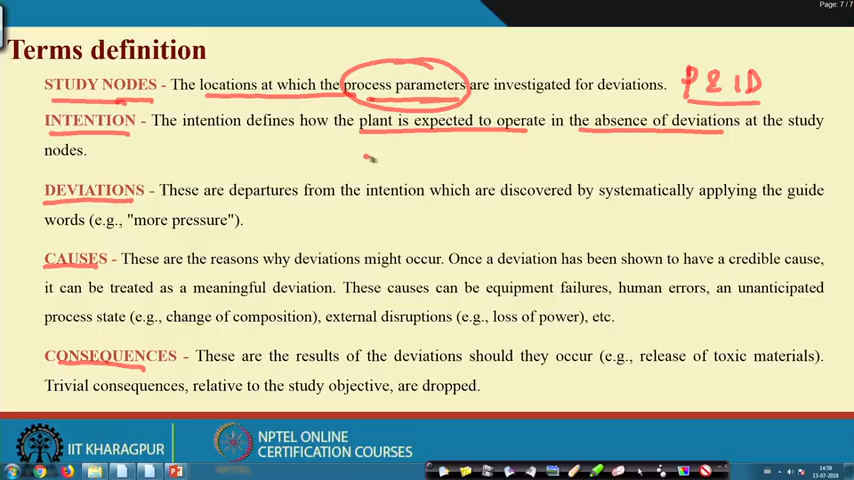 Page: 7 / 7
Terms definition
STUDY NODES - The locations at which the process parameters are investigated for deviations. P & ID
INTENTION - The intention defines how the plant is expected to operate in the absence of deviations at the study
nodes.
DEVIATIONS - These are departures from the intention which are discovered by systematically applying the guide
words (e.g., "more pressure").
CAUSES - These are the reasons why deviations might occur. Once a deviation has been shown to have a credible cause,
it can be treated as a meaningful deviation. These causes can be equipment failures, human errors, an unanticipated
process state (e.g., change of composition), external disruptions (e.g., loss of power), etc.
CONSEQUENCES - These are the results of the deviations should they occur (e.g., release of toxic materials).
Trivial consequences, relative to the study objective, are dropped.
IIT KHARAGPUR
NPTEL ONLINE
CERTIFICATION COURSES
14:59
13-07-2018